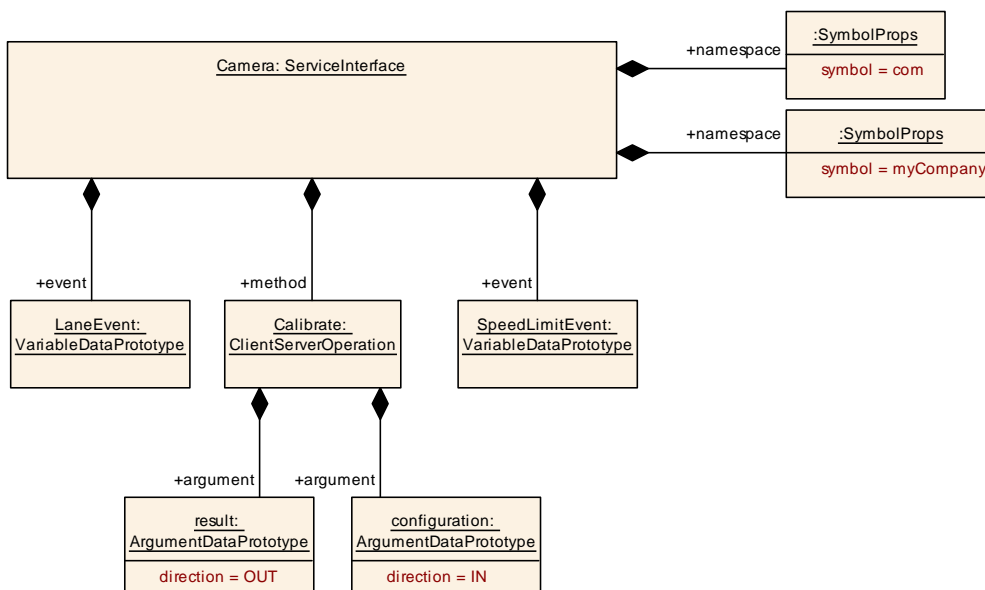 :SymbolProps
symbol = com
+namespace
Camera: ServiceInterface
+namespace
:SymbolProps
symbol = myCompany
+event
+method
+event
LaneEvent:
VariableDataPrototype
Calibrate:
ClientServerOperation
SpeedLimitEvent:
VariableDataPrototype
+argument
+argument
result:
ArgumentDataPrototype
direction = OUT
configuration:
ArgumentDataPrototype
direction = IN